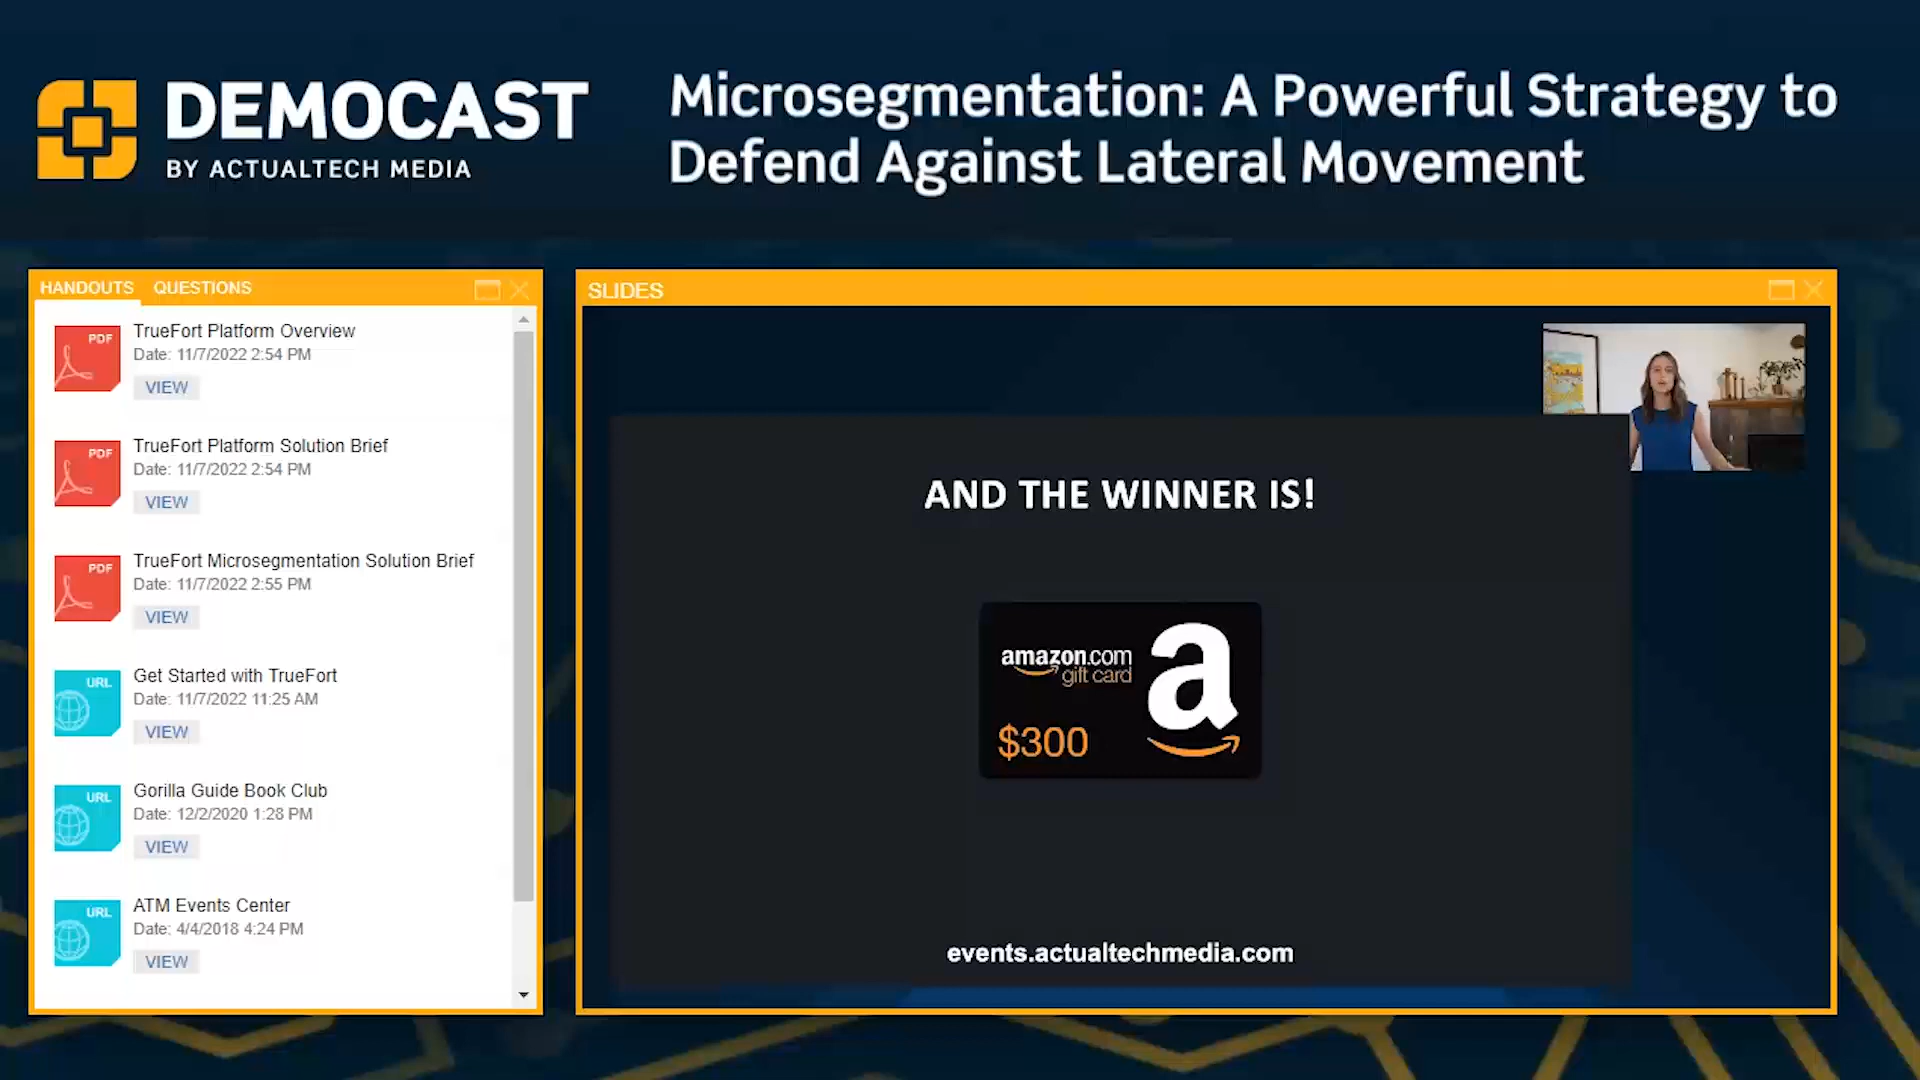 DEMOCAST
BY ACTUALTECH MEDIA
Microsegmentation: A Powerful Strategy to
Defend Against Lateral Movement
HANDOUTS QUESTIONS
PDF
TrueFort Platform Overview
Date: 11/7/2022 2:54 PM
VIEW
PDF
TrueFort Platform Solution Brief
Date: 11/7/2022 2:54 PM
VIEW
PDF
TrueFort Microsegmentation Solution Brief
Date: 11/7/2022 2:55 PM
VIEW
URL
Get Started with TrueFort
Date: 11/7/2022 11:25 AM
VIEW
URL
Gorilla Guide Book Club
Date: 12/2/2020 1:28 PM
VIEW
URL
ATM Events Center
Date: 4/4/2018 4:24 PM
VIEW
SLIDES
AND THE WINNER IS!
amazon.com
gift card
a
$300
events.actualtechmedia.com